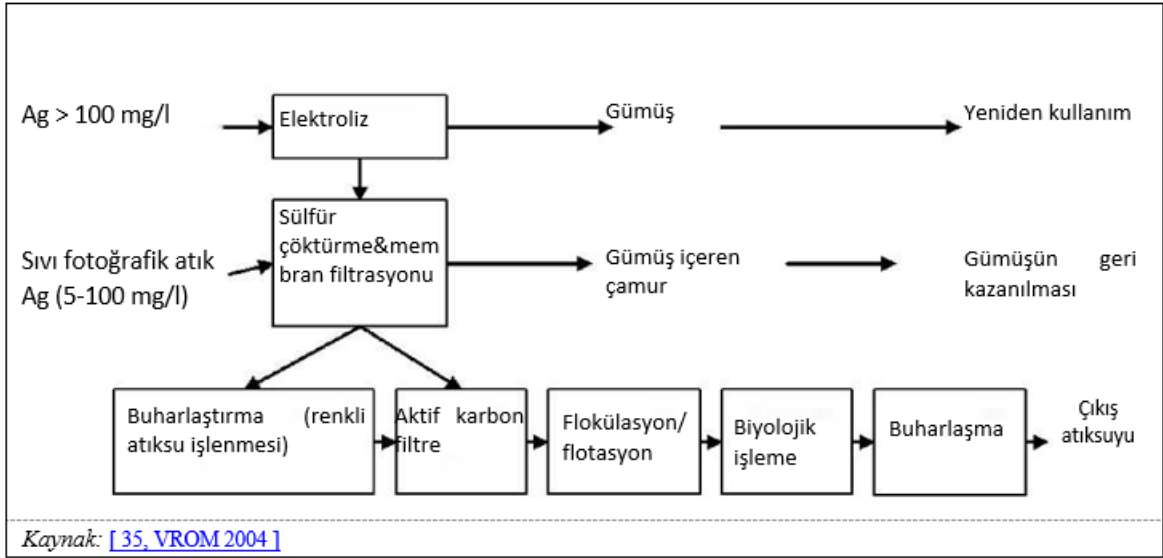 Ag > 100 mg/l
Elektroliz
Gümüş
Yeniden kullanım
Sıvı fotoğrafik atık
Ag (5-100 mg/l)
Sülfür
çöktürme&mem
bran filtrasyonu
Gümüş içeren
çamur
Gümüşün geri
kazanılması
Buharlaştırma (renkli
atıksu işlenmesi)
Aktif karbon
filtre
Flokülasyon/
flotasyon
Biyolojik
işleme
Buharlaşma
Çıkış
atıksuyu
Kaynak: [ 35, VROM 2004 ]